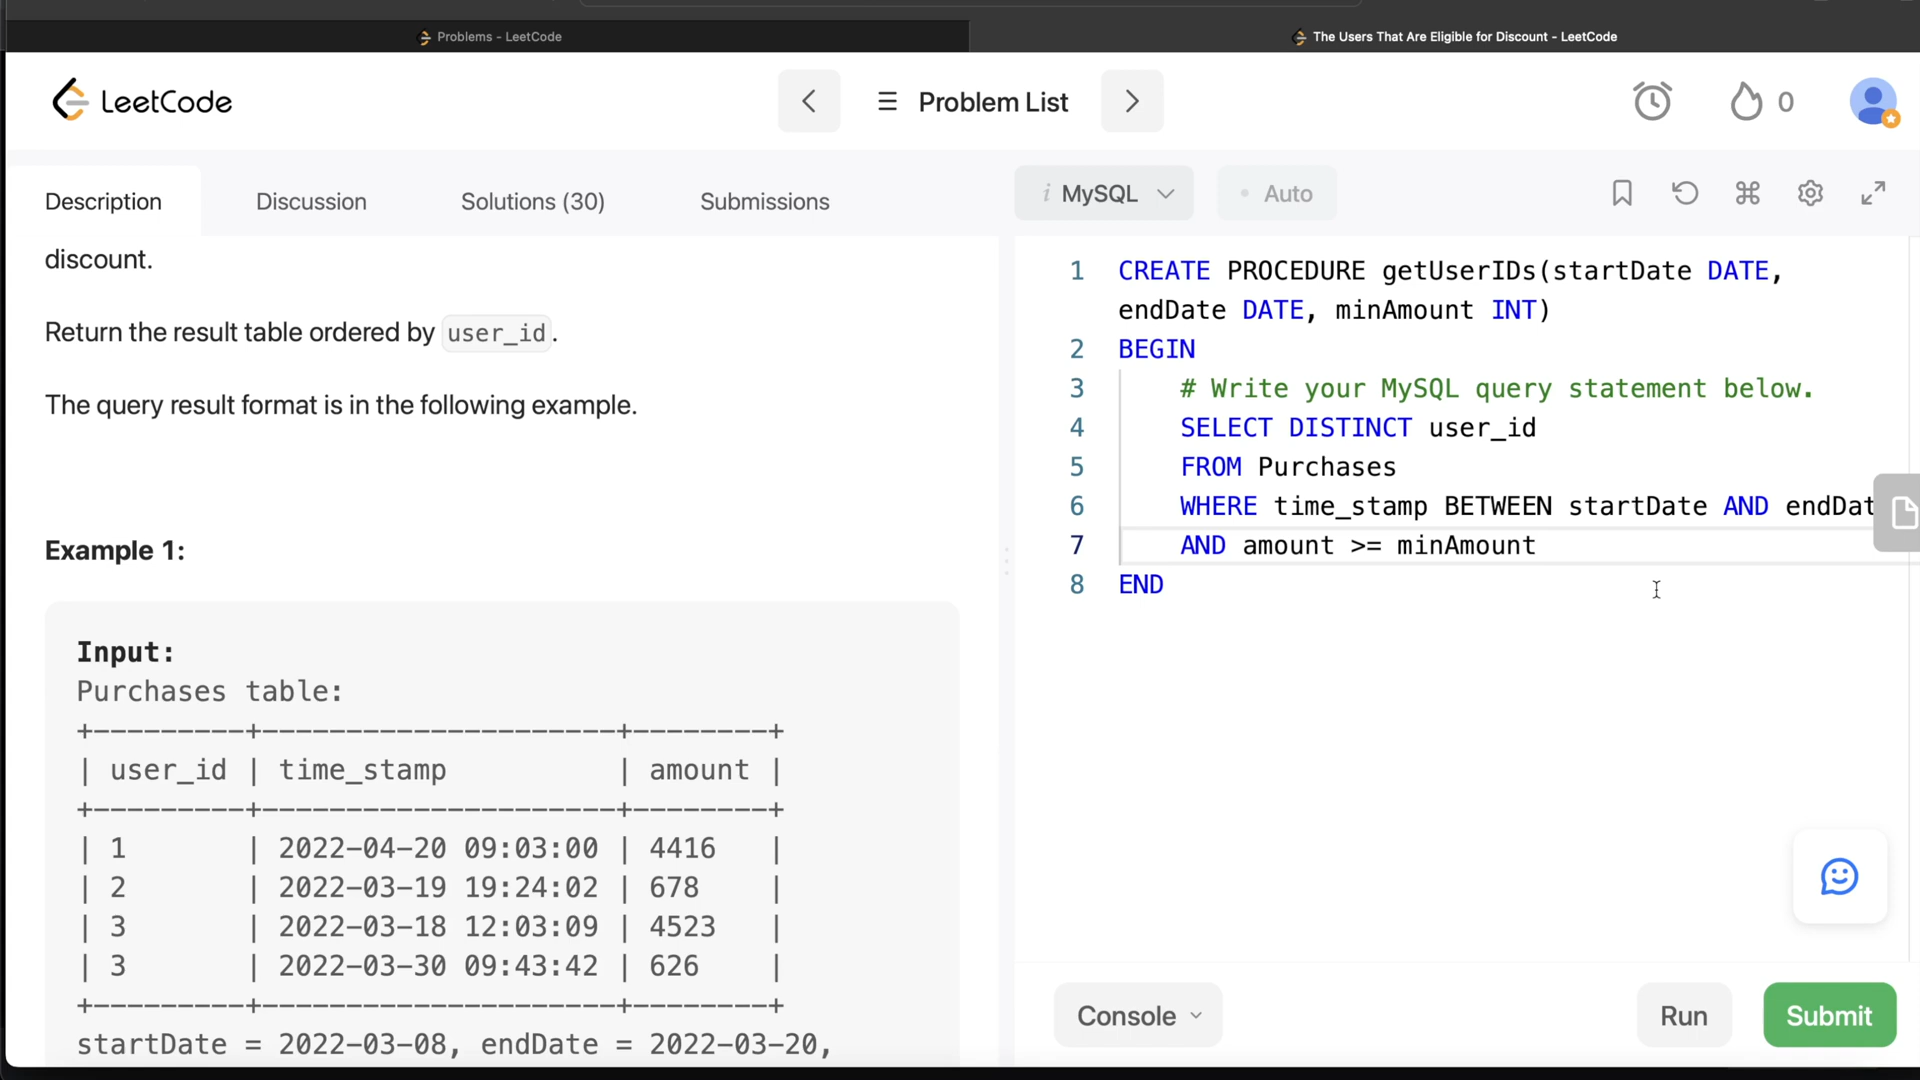 Problems - LeetCode
The Users That Are Eligible for Discount - LeetCode
LeetCode
Problem List
0
Description
Discussion
Solutions (30)
Submissions
discount.
Return the result table ordered by user_id.
The query result format is in the following example.
Example 1:
Input:
Purchases table:
+---------+---------------------+--------+
| user_id | time_stamp          | amount |
+---------+---------------------+--------+
| 1       | 2022-04-20 09:03:00 | 4416   |
| 2       | 2022-03-19 19:24:02 | 678    |
| 3       | 2022-03-18 12:03:09 | 4523   |
| 3       | 2022-03-30 09:43:42 | 626    |
+---------+---------------------+--------+
startDate = 2022-03-08, endDate = 2022-03-20,
i MySQL
Auto
1 CREATE PROCEDURE getUserIDs(startDate DATE,
endDate DATE, minAmount INT)
2 BEGIN
3 # Write your MySQL query statement below.
4 SELECT DISTINCT user_id
5 FROM Purchases
6 WHERE time_stamp BETWEEN startDate AND endDat
7 AND amount >= minAmount
8 END
Console
Run
Submit